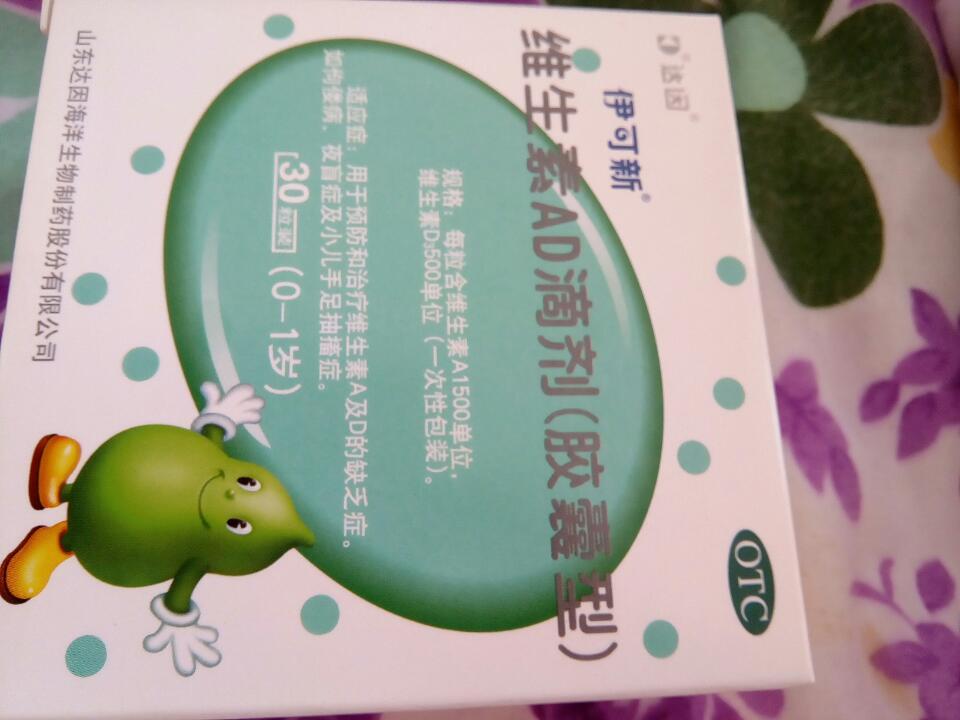 达因®
伊可新®
维生素AD滴剂(胶囊型)
OTC
规格：每粒含维生素A1500单位，
维生素D₃500单位（一次性包装）。
适应症：用于预防和治疗维生素A及D的缺乏症。
如佝偻病，夜盲症及小儿手足抽搐症。
30粒装（0-1岁）
山东达因海洋生物制药股份有限公司